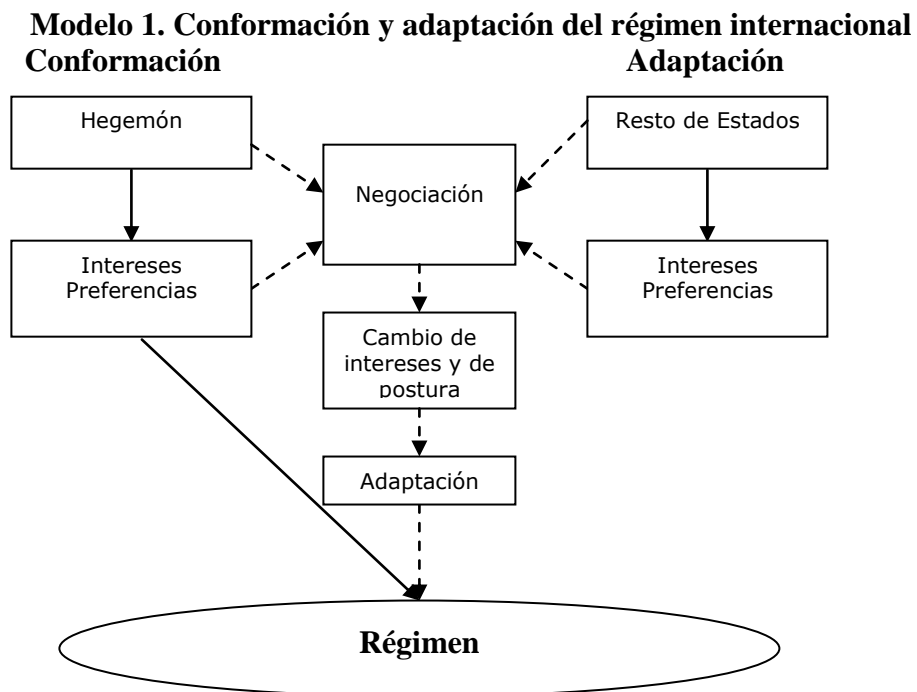 Modelo 1. Conformación y adaptación del régimen internacional
Conformación Adaptación
Hegemón
Resto de Estados
Negociación
Intereses
Preferencias
Intereses
Preferencias
Cambio de
intereses y de
postura
Adaptación
Régimen